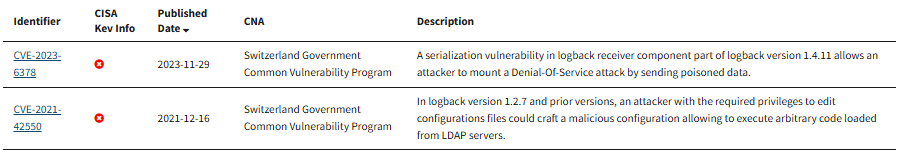 Identifier CISA Kev Info Published Date CNA Description
CVE-2023-6378 2023-11-29 Switzerland Government Common Vulnerability Program A serialization vulnerability in logback receiver component part of logback version 1.4.11 allows an
attacker to mount a Denial-Of-Service attack by sending poisoned data.
CVE-2021-42550 2021-12-16 Switzerland Government Common Vulnerability Program In logback version 1.2.7 and prior versions, an attacker with the required privileges to edit
configurations files could craft a malicious configuration allowing to execute arbitrary code loaded
from LDAP servers.